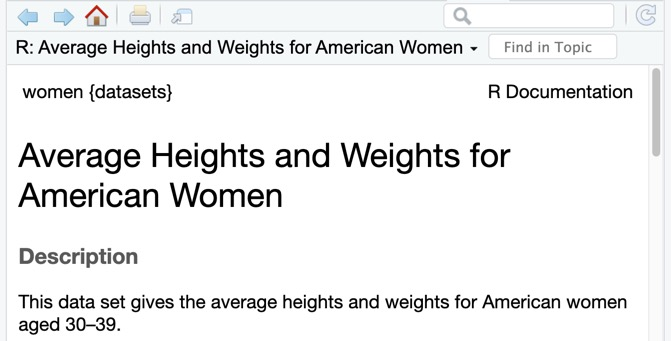 R: Average Heights and Weights for American Women
Find in Topic
women {datasets}
R Documentation
Average Heights and Weights for
American Women
Description
This data set gives the average heights and weights for American women
aged 30–39.